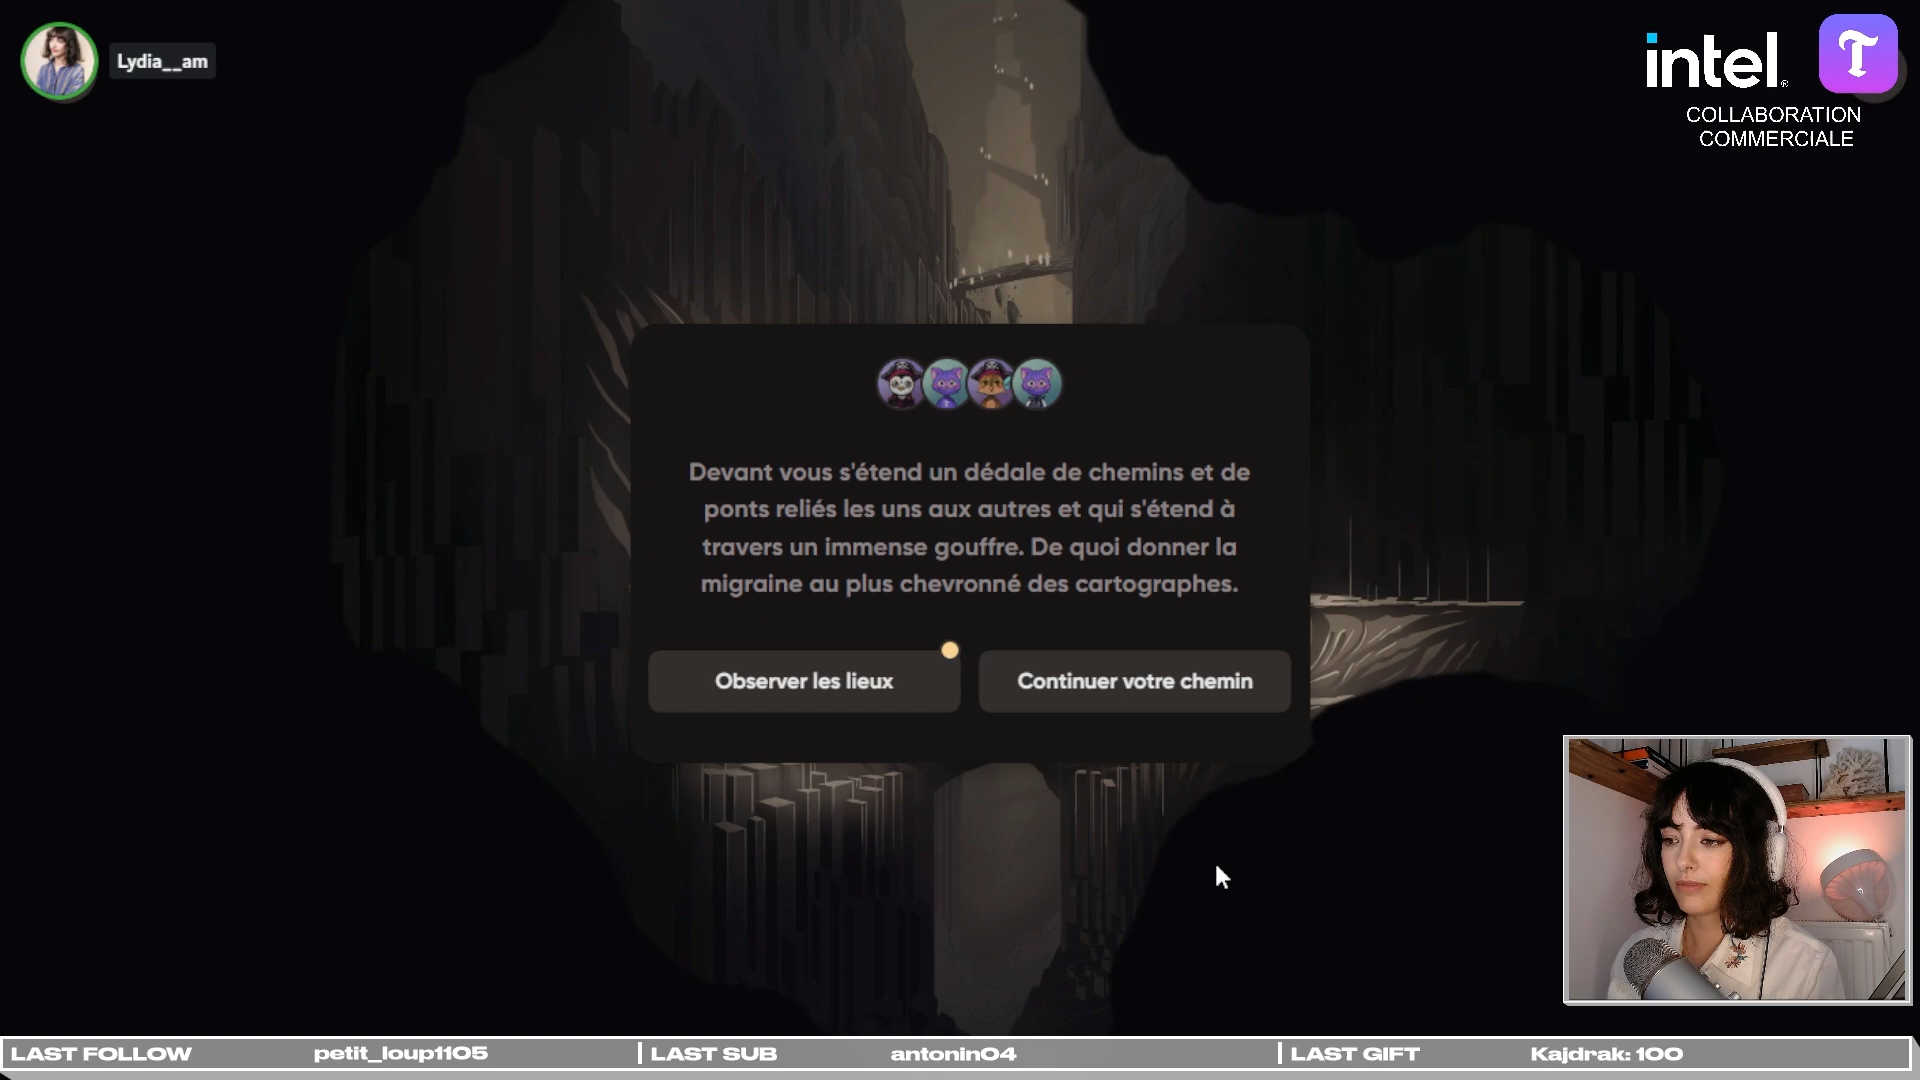 Lydia__am
intel
T
COLLABORATION
COMMERCIALE
Devant vous s'étend un dédale de chemins et de
ponts reliés les uns aux autres et qui s'étend à
travers un immense gouffre. De quoi donner la
migraine au plus chevronné des cartographes.
Observer les lieux
Continuer votre chemin
LAST FOLLOW petit_loup1105
LAST SUB antonin04
LAST GIFT Kajdrak: 100